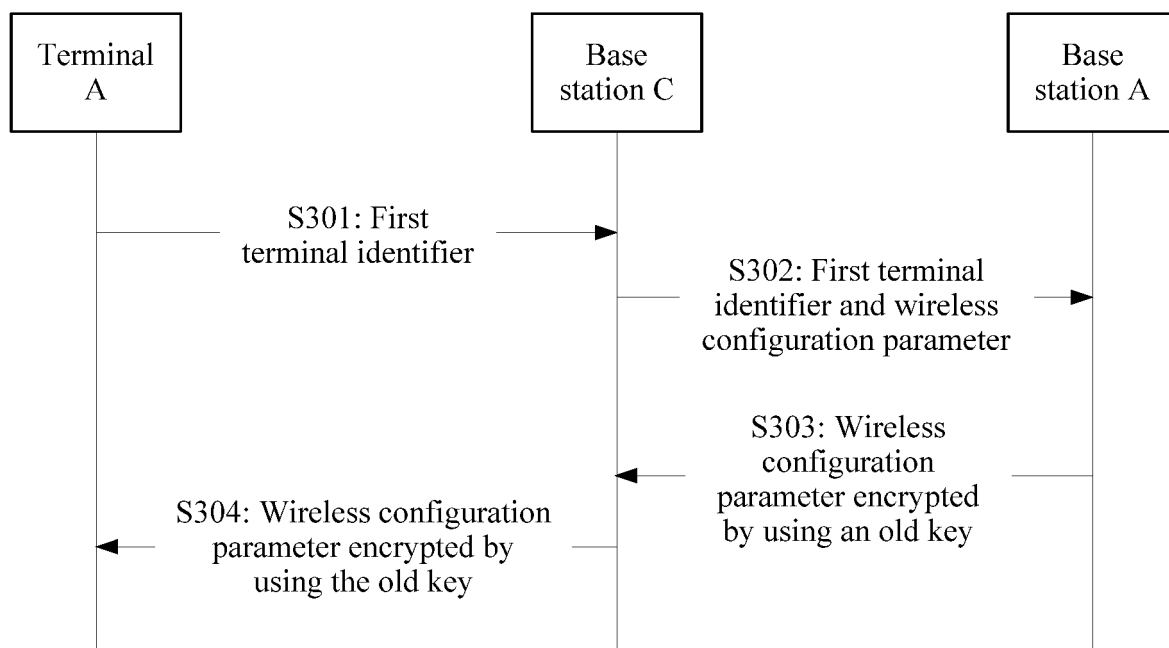 Terminal
A
Base
station C
Base
station A
S301: First
terminal identifier
S302: First terminal
identifier and wireless
configuration parameter
S303: Wireless
configuration
parameter encrypted
by using an old key
S304: Wireless configuration
parameter encrypted by
using the old key